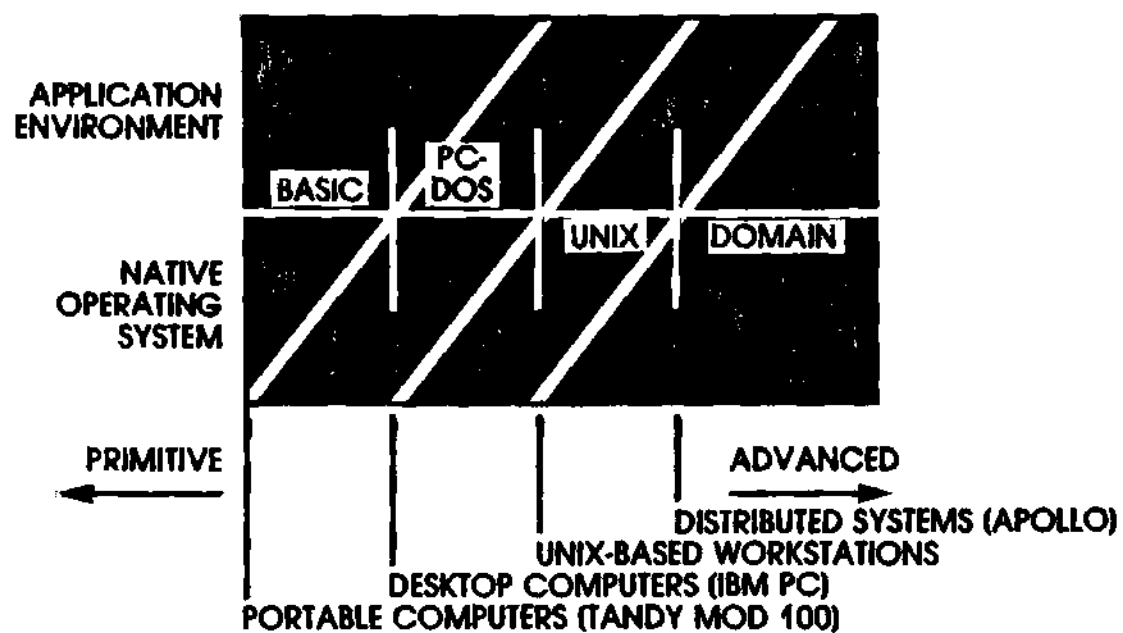 APPLICATION
ENVIRONMENT
BASIC
PC-
DOS
UNIX
DOMAIN
NATIVE
OPERATING
SYSTEM
PRIMITIVE
ADVANCED
DISTRIBUTED SYSTEMS (APOLLO)
UNIX-BASED WORKSTATIONS
DESKTOP COMPUTERS (IBM PC)
PORTABLE COMPUTERS (TANDY MOD 100)